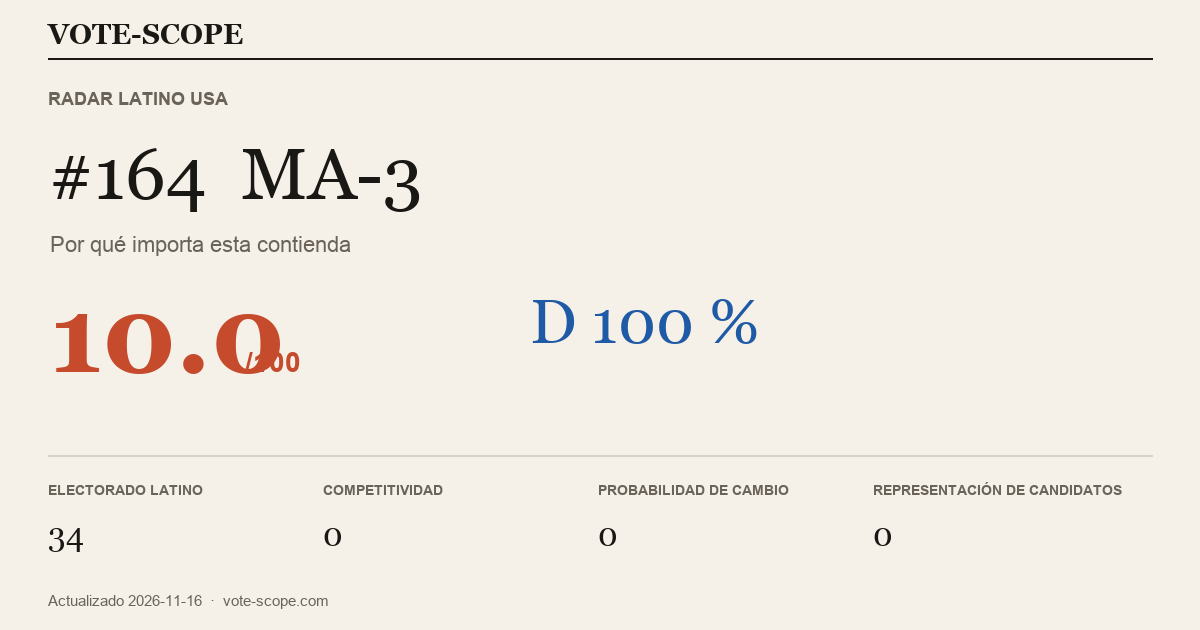 VOTE-SCOPE
RADAR LATINO USA
#164 MA-3
Por qué importa esta contienda
10.0/100
D 100 %
ELECTORADO LATINO
COMPETITIVIDAD
PROBABILIDAD DE CAMBIO
REPRESENTACIÓN DE CANDIDATOS
34
0
0
0
Actualizado 2026-11-16 · vote-scope.com